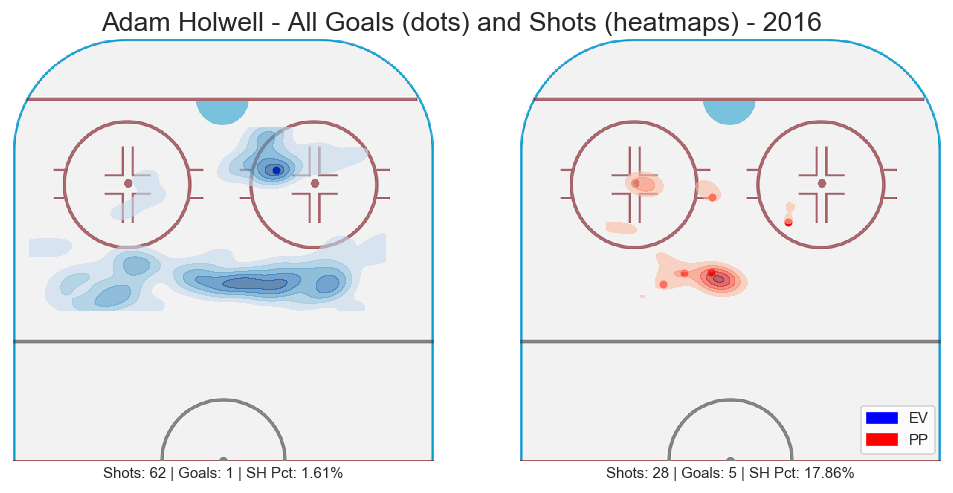 Adam Holwell - All Goals (dots) and Shots (heatmaps) - 2016
EV
PP
Shots: 62 | Goals: 1 | SH Pct: 1.61%
Shots: 28 | Goals: 5 | SH Pct: 17.86%